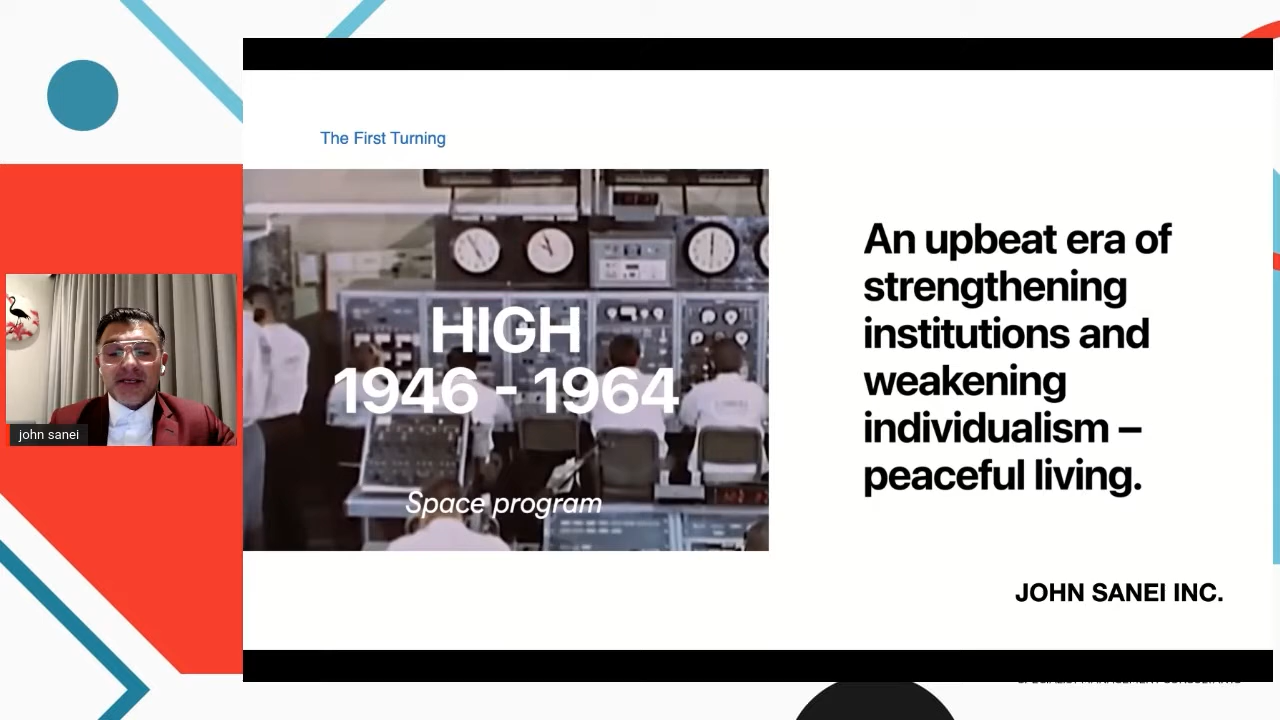 The First Turning
HIGH
1946 - 1964
Space program
An upbeat era of
strengthening
institutions and
weakening
individualism –
peaceful living.
john sanei
JOHN SANEI INC.